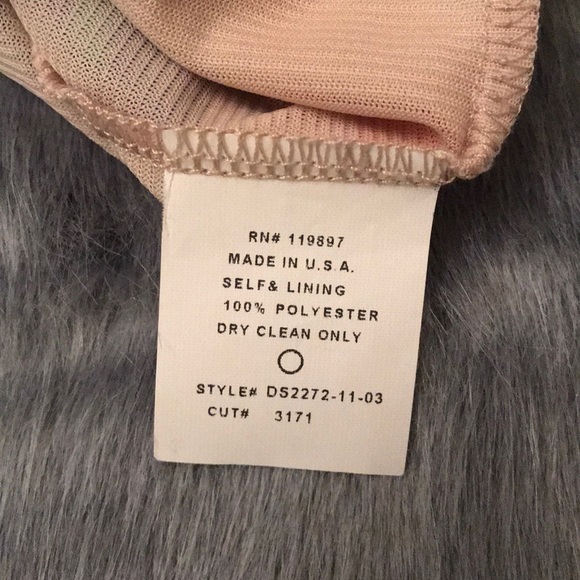 RN# 119897
MADE IN U.S.A.
SELF& LINING
100% POLYESTER
DRY CLEAN ONLY
STYLE# DS2272-11-03
CUT# 3171